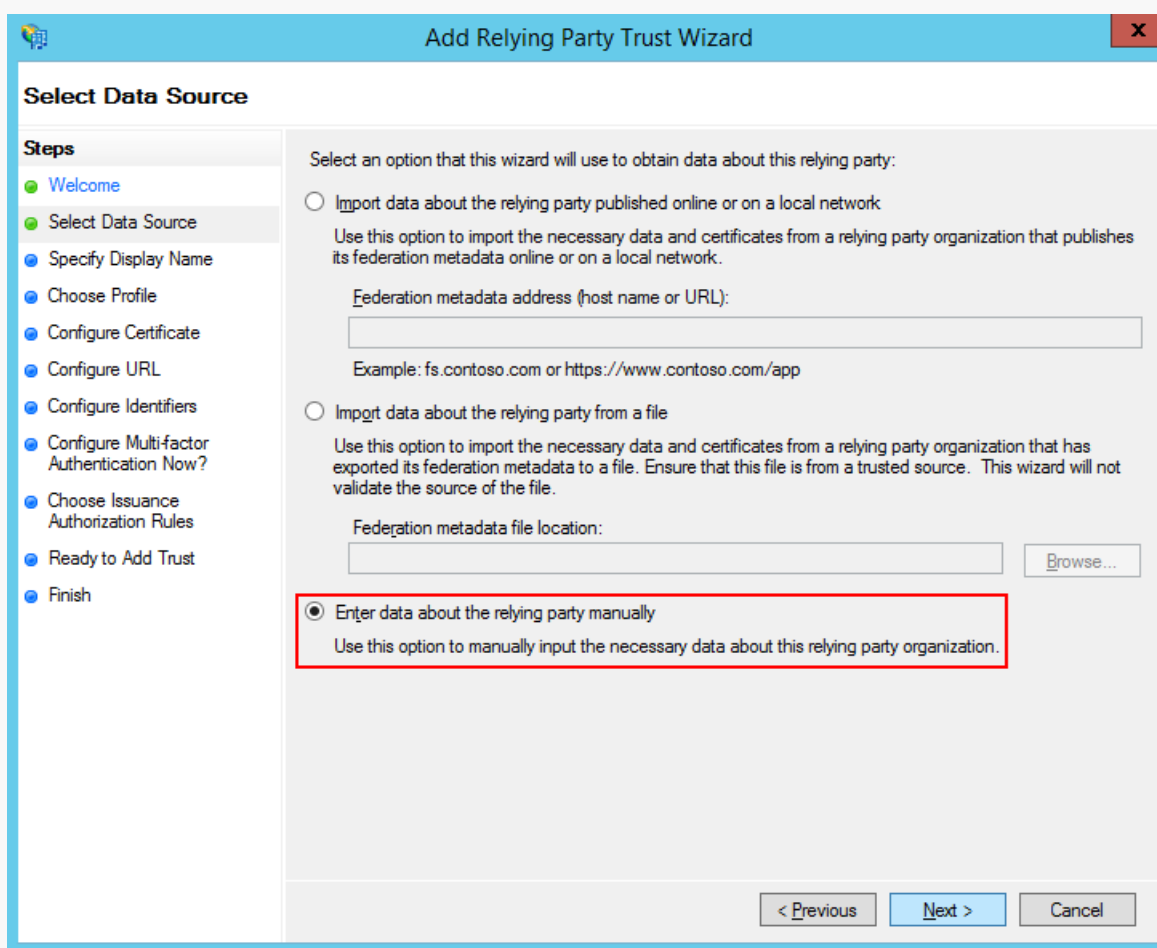 Add Relying Party Trust Wizard
x
Select Data Source
Steps
Welcome
Select Data Source
Specify Display Name
Choose Profile
Configure Certificate
Configure URL
Configure Identifiers
Configure Multi-factor
Authentication Now?
Choose Issuance
Authorization Rules
Ready to Add Trust
Finish
Select an option that this wizard will use to obtain data about this relying party:
Import data about the relying party published online or on a local network
Use this option to import the necessary data and certificates from a relying party organization that publishes
its federation metadata online or on a local network.
Federation metadata address (host name or URL):
Example: fs.contoso.com or https://www.contoso.com/app
Import data about the relying party from a file
Use this option to import the necessary data and certificates from a relying party organization that has
exported its federation metadata to a file. Ensure that this file is from a trusted source.  This wizard will not
validate the source of the file.
Federation metadata file location:
Browse...
Enter data about the relying party manually
Use this option to manually input the necessary data about this relying party organization.
< Previous
Next >
Cancel